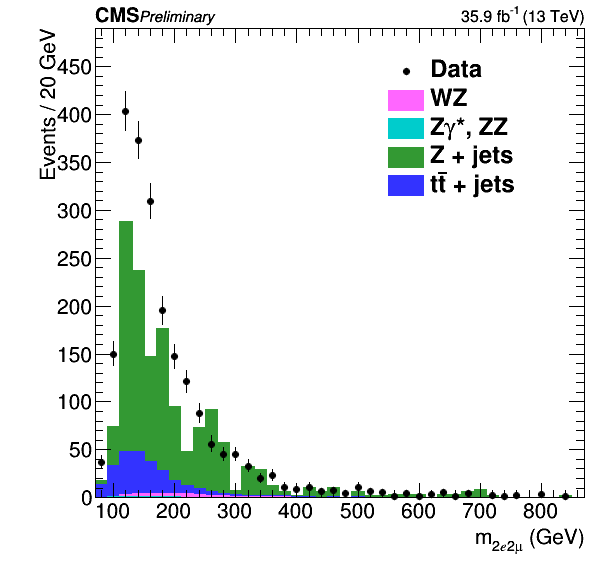 CMS Preliminary 35.9 fb⁻¹ (13 TeV)
Events / 20 GeV
450
400
350
300
250
200
150
100
50
0
Data
WZ
Zγ*, ZZ
Z + jets
tt̄ + jets
100 200 300 400 500 600 700 800
m₂ₑ₂μ (GeV)